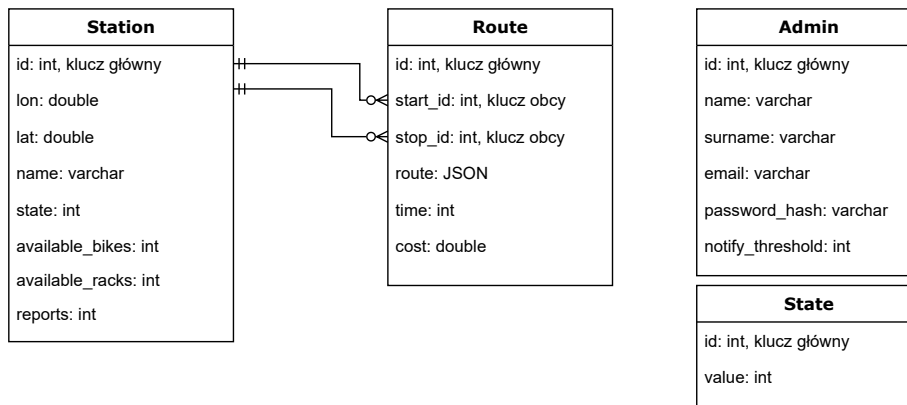 Station
id: int, klucz główny
lon: double
lat: double
name: varchar
state: int
available_bikes: int
available_racks: int
reports: int
Route
id: int, klucz główny
start_id: int, klucz obcy
stop_id: int, klucz obcy
route: JSON
time: int
cost: double
Admin
id: int, klucz główny
name: varchar
surname: varchar
email: varchar
password_hash: varchar
notify_threshold: int
State
id: int, klucz główny
value: int